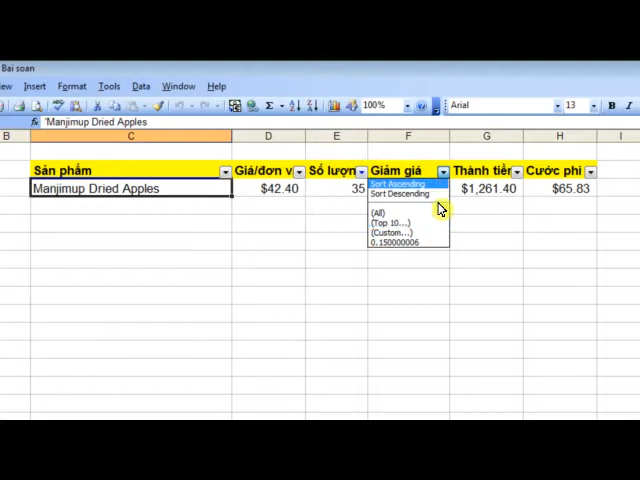 Bai soan
ew Insert Format Tools Data Window Help
100% Arial 13 B I
fx 'Manjimup Dried Apples
B C D E F G H I
Sản phẩm Giá/đơn v Số lượn Giảm giá Thành tiền Cước phí
Manjimup Dried Apples $42.40 35 $1,261.40 $65.83
Sort Ascending
Sort Descending
(All)
(Top 10...)
(Custom...)
0.150000006